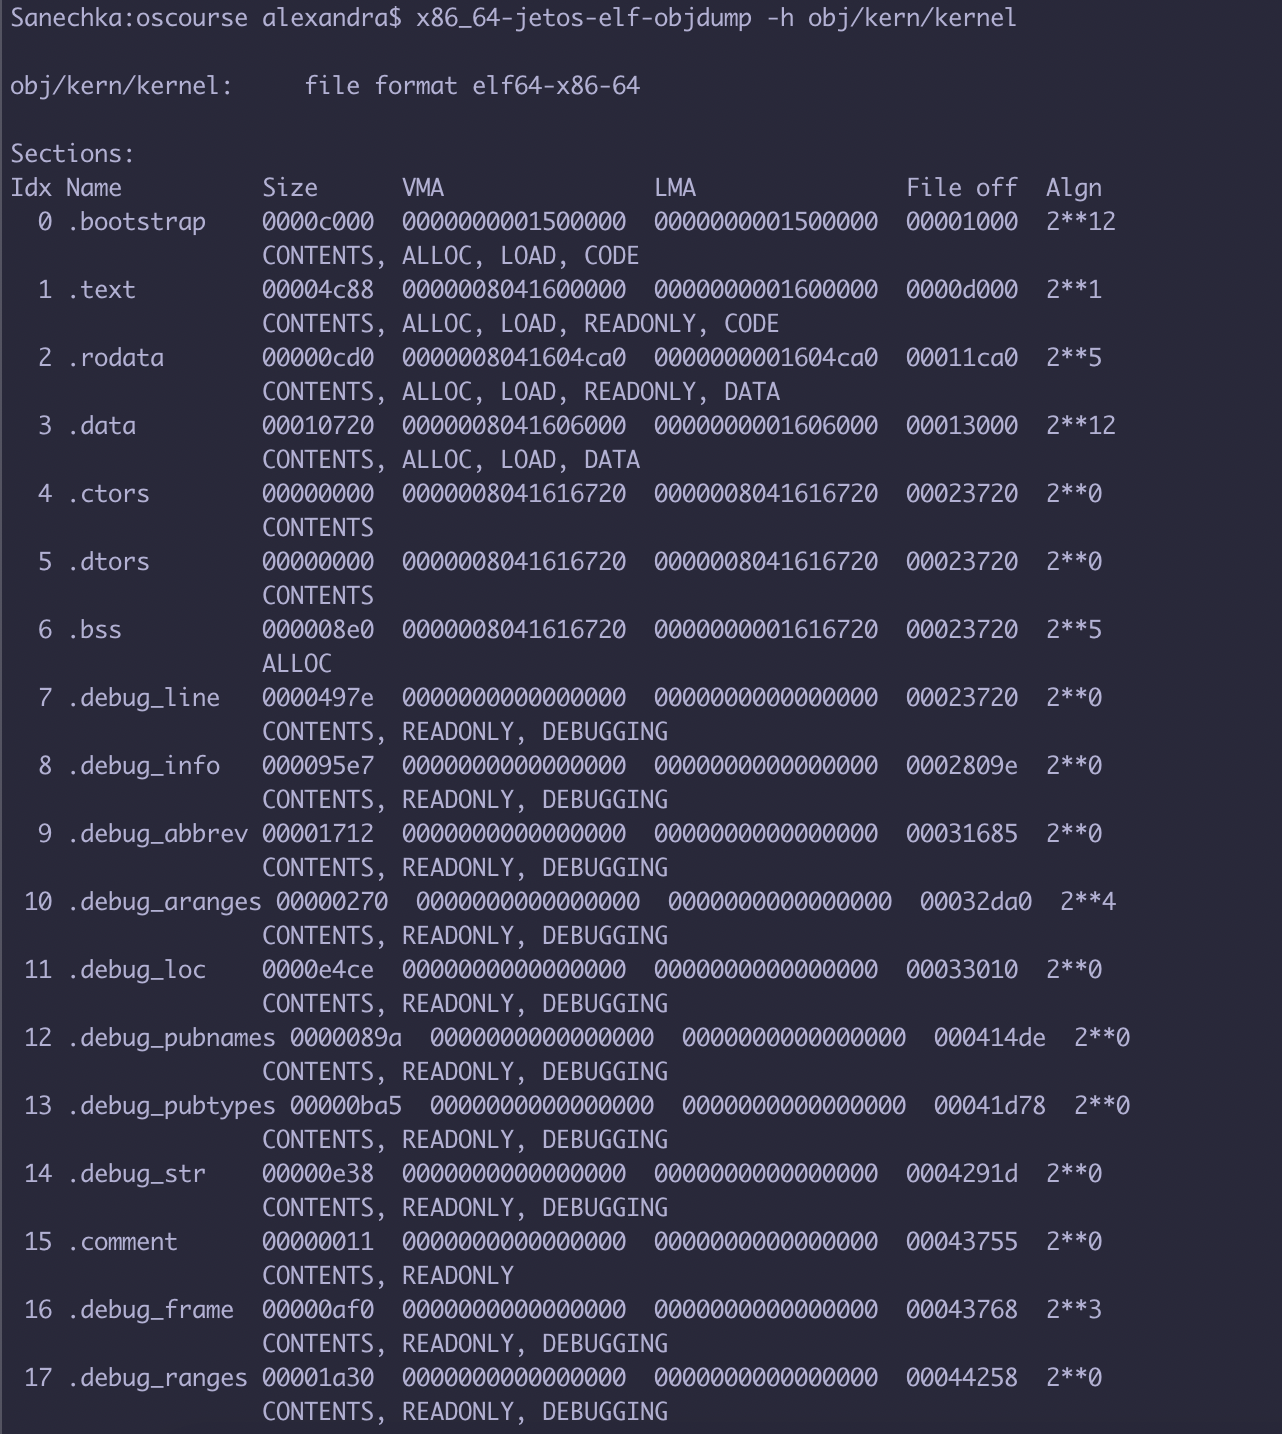 Sanechka:oscourse alexandra$ x86_64-jetos-elf-objdump -h obj/kern/kernel
obj/kern/kernel:     file format elf64-x86-64
Sections:
Idx Name          Size      VMA               LMA               File off  Algn
  0 .bootstrap    0000c000  0000000001500000  0000000001500000  00001000  2**12
                  CONTENTS, ALLOC, LOAD, CODE
  1 .text         00004c88  0000008041600000  0000000001600000  0000d000  2**1
                  CONTENTS, ALLOC, LOAD, READONLY, CODE
  2 .rodata       00000cd0  0000008041604ca0  0000000001604ca0  00011ca0  2**5
                  CONTENTS, ALLOC, LOAD, READONLY, DATA
  3 .data         00010720  0000008041606000  0000000001606000  00013000  2**12
                  CONTENTS, ALLOC, LOAD, DATA
  4 .ctors        00000000  0000008041616720  0000008041616720  00023720  2**0
                  CONTENTS
  5 .dtors        00000000  0000008041616720  0000008041616720  00023720  2**0
                  CONTENTS
  6 .bss          000008e0  0000008041616720  0000000001616720  00023720  2**5
                  ALLOC
  7 .debug_line   0000497e  0000000000000000  0000000000000000  00023720  2**0
                  CONTENTS, READONLY, DEBUGGING
  8 .debug_info   000095e7  0000000000000000  0000000000000000  0002809e  2**0
                  CONTENTS, READONLY, DEBUGGING
  9 .debug_abbrev 00001712  0000000000000000  0000000000000000  00031685  2**0
                  CONTENTS, READONLY, DEBUGGING
 10 .debug_aranges 00000270  0000000000000000  0000000000000000  00032da0  2**4
                  CONTENTS, READONLY, DEBUGGING
 11 .debug_loc    0000e4ce  0000000000000000  0000000000000000  00033010  2**0
                  CONTENTS, READONLY, DEBUGGING
 12 .debug_pubnames 0000089a  0000000000000000  0000000000000000  000414de  2**0
                  CONTENTS, READONLY, DEBUGGING
 13 .debug_pubtypes 00000ba5  0000000000000000  0000000000000000  00041d78  2**0
                  CONTENTS, READONLY, DEBUGGING
 14 .debug_str    00000e38  0000000000000000  0000000000000000  0004291d  2**0
                  CONTENTS, READONLY, DEBUGGING
 15 .comment      00000011  0000000000000000  0000000000000000  00043755  2**0
                  CONTENTS, READONLY
 16 .debug_frame  00000af0  0000000000000000  0000000000000000  00043768  2**3
                  CONTENTS, READONLY, DEBUGGING
 17 .debug_ranges 00001a30  0000000000000000  0000000000000000  00044258  2**0
                  CONTENTS, READONLY, DEBUGGING